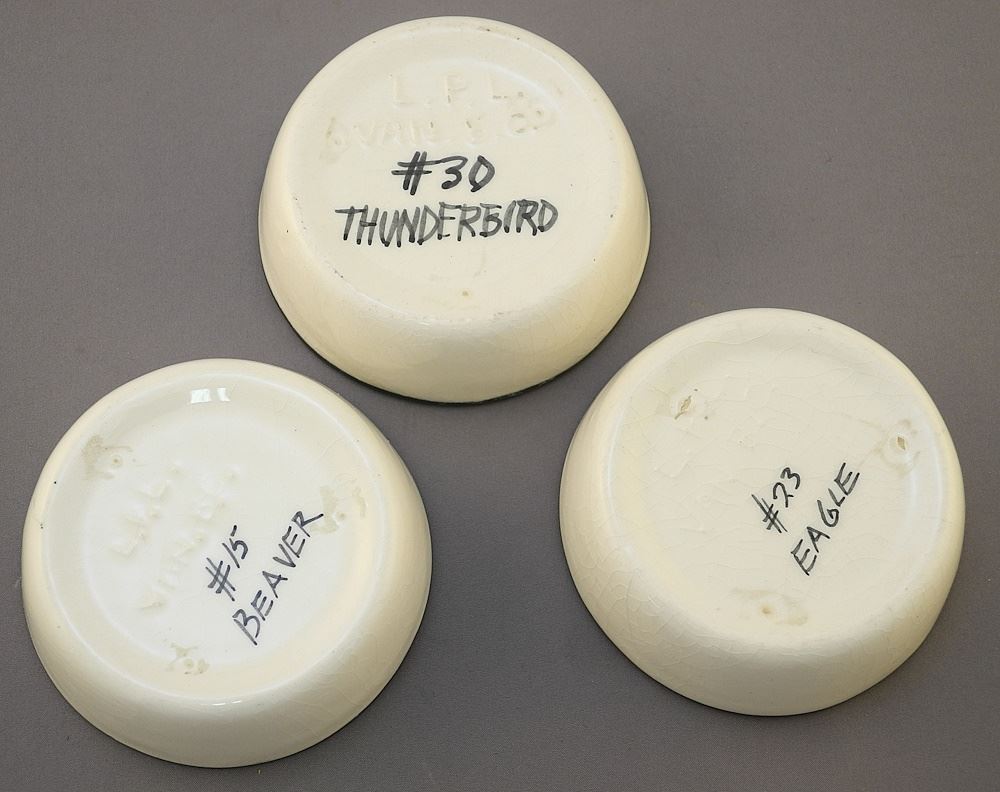 L.P.L.
#30
THUNDERBIRD
#15
BEAVER
#23
EAGLE